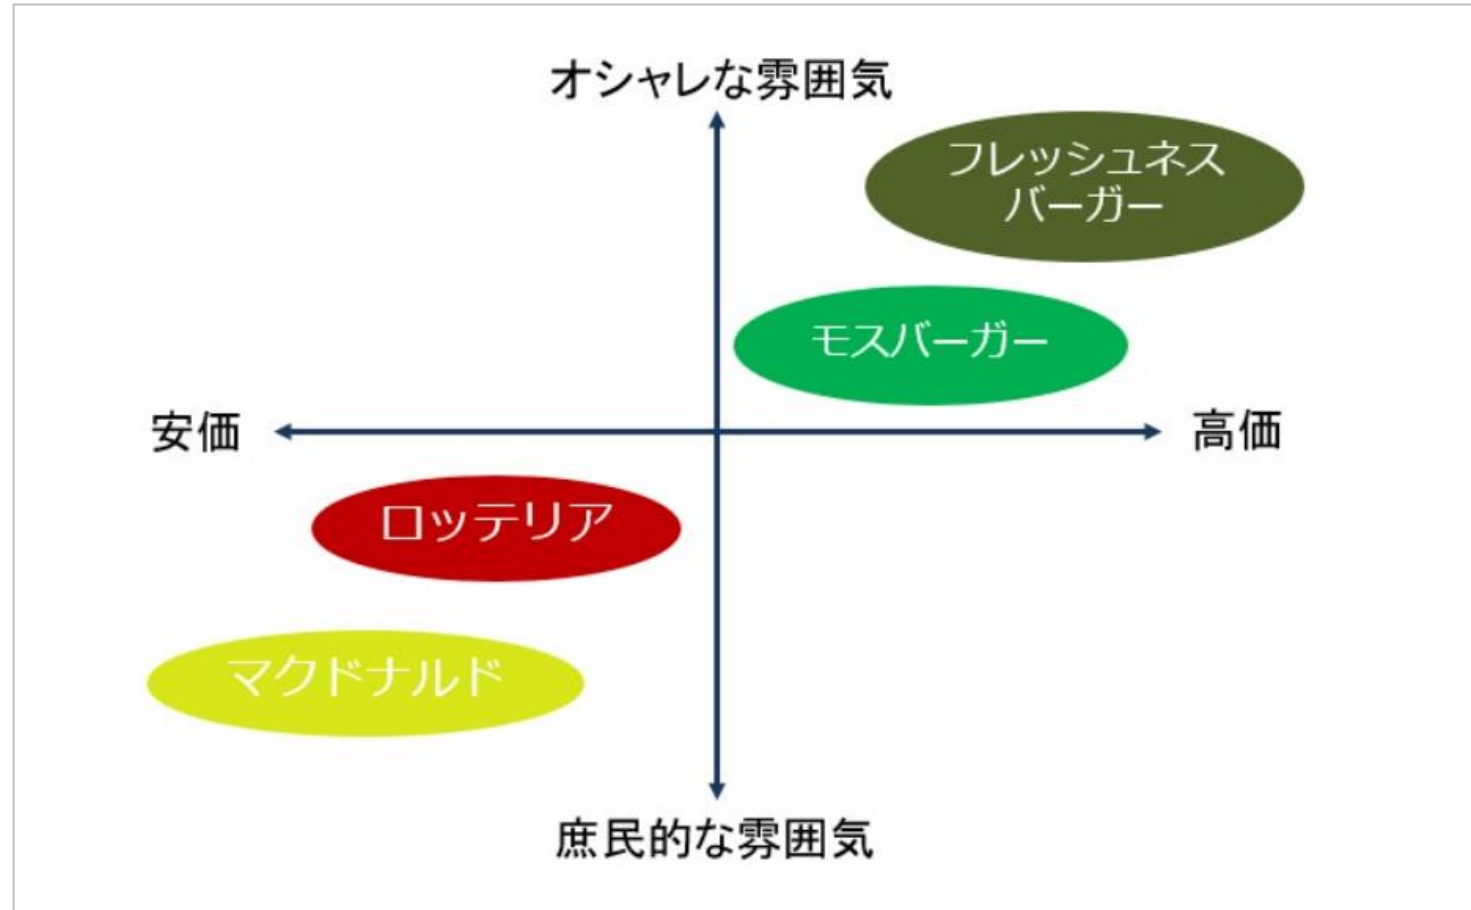 オシャレな雰囲気
フレッシュネス
バーガー
モスバーガー
安価
高価
ロッテリア
マクドナルド
庶民的な雰囲気